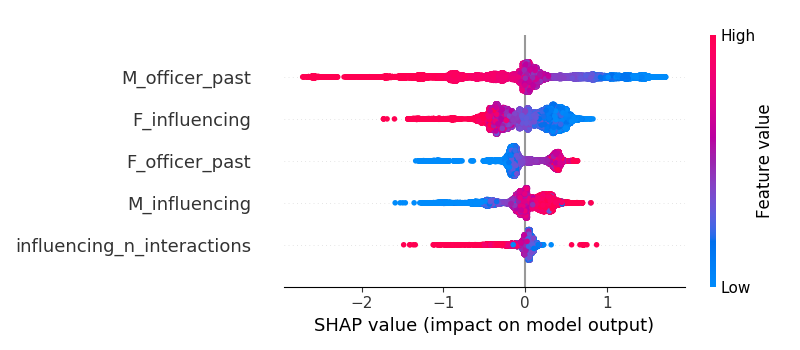 High
M_officer_past
F_influencing
F_officer_past
M_influencing
influencing_n_interactions
Feature value
Low
−2 −1 0 1
SHAP value (impact on model output)